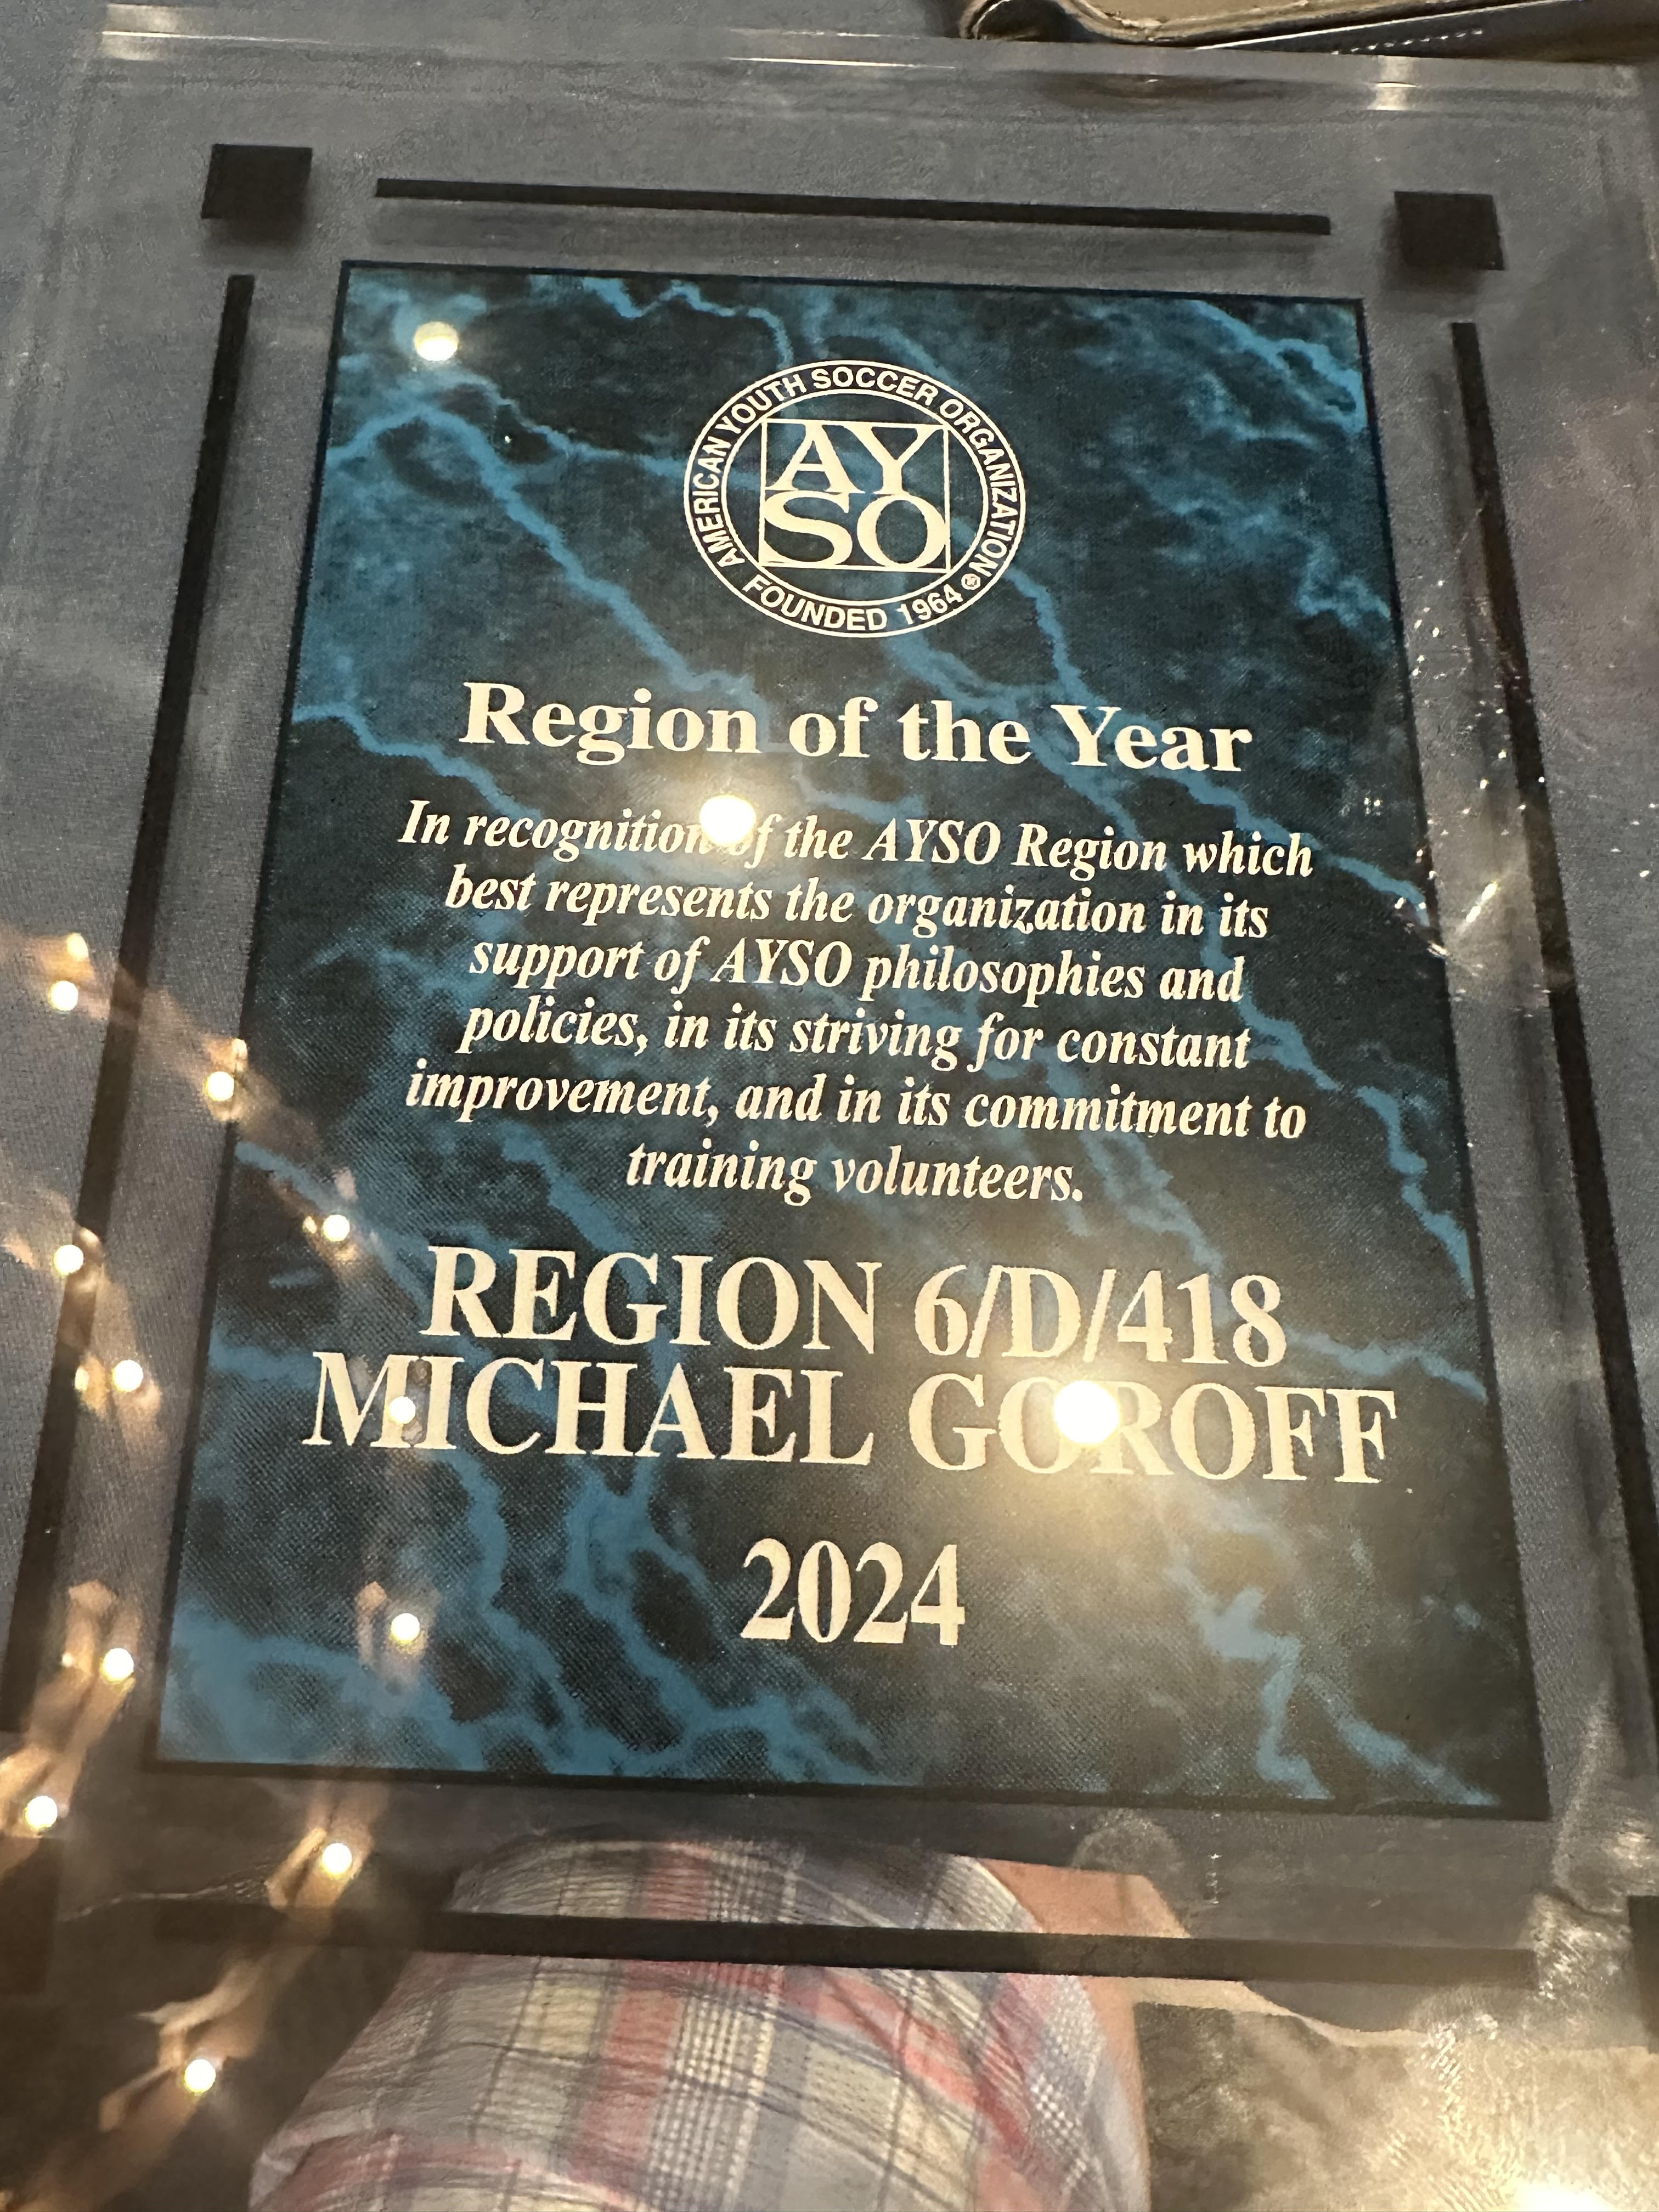 AMERICAN YOUTH SOCCER ORGANIZATION®
AY
SO
FOUNDED 1964
Region of the Year
In recognition of the AYSO Region which
best represents the organization in its
support of AYSO philosophies and
policies, in its striving for constant
improvement, and in its commitment to
training volunteers.
REGION 6/D/418
MICHAEL GOROFF
2024